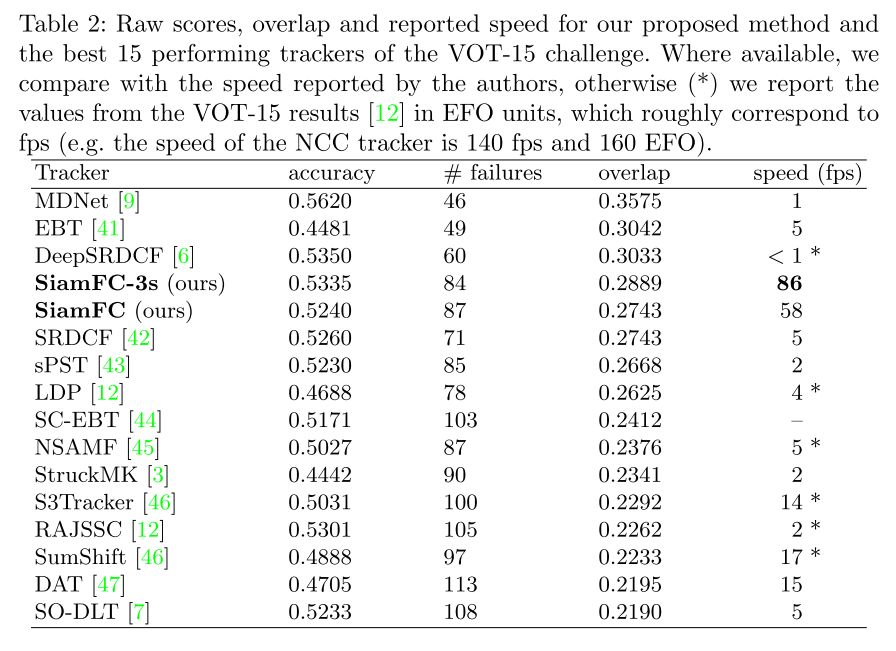 Table 2: Raw scores, overlap and reported speed for our proposed method and
the best 15 performing trackers of the VOT-15 challenge. Where available, we
compare with the speed reported by the authors, otherwise (*) we report the
values from the VOT-15 results [12] in EFO units, which roughly correspond to
fps (e.g. the speed of the NCC tracker is 140 fps and 160 EFO).
Tracker accuracy # failures overlap speed (fps)
MDNet [9] 0.5620 46 0.3575 1
EBT [41] 0.4481 49 0.3042 5
DeepSRDCF [6] 0.5350 60 0.3033 < 1 *
SiamFC-3s (ours) 0.5335 84 0.2889 86
SiamFC (ours) 0.5240 87 0.2743 58
SRDCF [42] 0.5260 71 0.2743 5
sPST [43] 0.5230 85 0.2668 2
LDP [12] 0.4688 78 0.2625 4 *
SC-EBT [44] 0.5171 103 0.2412 –
NSAMF [45] 0.5027 87 0.2376 5 *
StruckMK [3] 0.4442 90 0.2341 2
S3Tracker [46] 0.5031 100 0.2292 14 *
RAJSSC [12] 0.5301 105 0.2262 2 *
SumShift [46] 0.4888 97 0.2233 17 *
DAT [47] 0.4705 113 0.2195 15
SO-DLT [7] 0.5233 108 0.2190 5